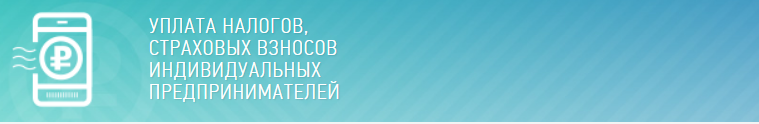 УПЛАТА НАЛОГОВ,
СТРАХОВЫХ ВЗНОСОВ
ИНДИВИДУАЛЬНЫХ
ПРЕДПРИНИМАТЕЛЕЙ